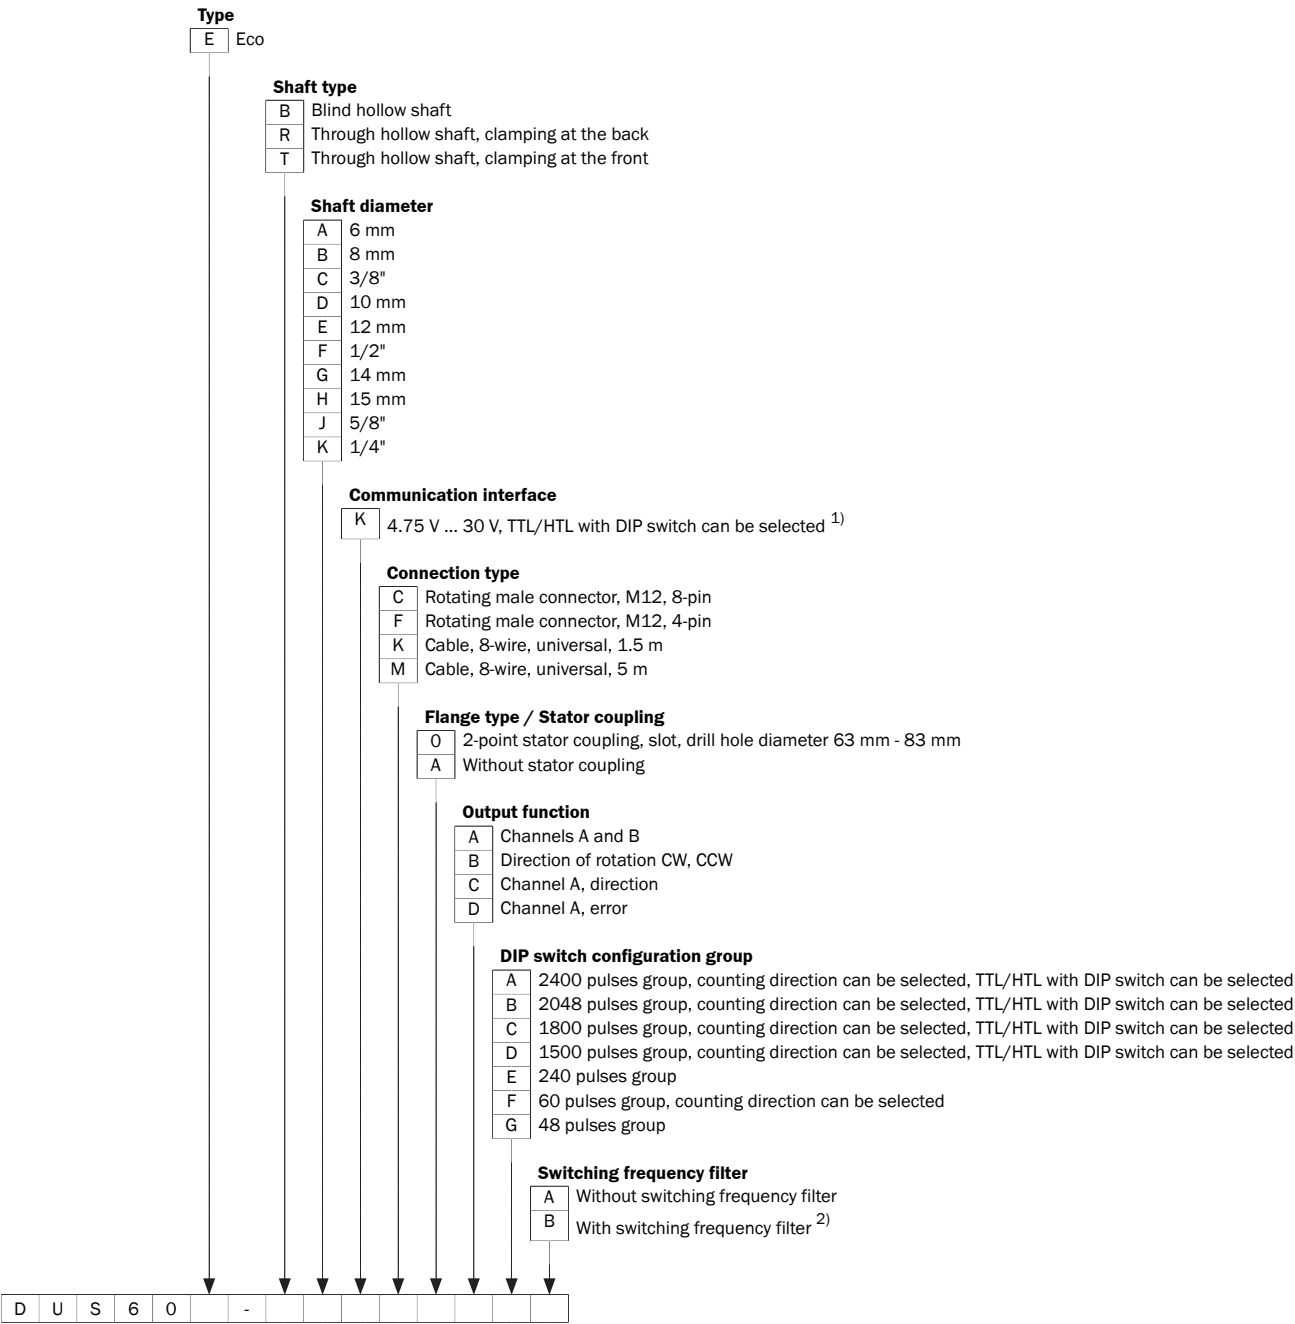 Type
E Eco
Shaft type
B Blind hollow shaft
R Through hollow shaft, clamping at the back
T Through hollow shaft, clamping at the front
Shaft diameter
A 6 mm
B 8 mm
C 3/8"
D 10 mm
E 12 mm
F 1/2"
G 14 mm
H 15 mm
J 5/8"
K 1/4"
Communication interface
K 4.75 V ... 30 V, TTL/HTL with DIP switch can be selected 1)
Connection type
C Rotating male connector, M12, 8-pin
F Rotating male connector, M12, 4-pin
K Cable, 8-wire, universal, 1.5 m
M Cable, 8-wire, universal, 5 m
Flange type / Stator coupling
0 2-point stator coupling, slot, drill hole diameter 63 mm - 83 mm
A Without stator coupling
Output function
A Channels A and B
B Direction of rotation CW, CCW
C Channel A, direction
D Channel A, error
DIP switch configuration group
A 2400 pulses group, counting direction can be selected, TTL/HTL with DIP switch can be selected
B 2048 pulses group, counting direction can be selected, TTL/HTL with DIP switch can be selected
C 1800 pulses group, counting direction can be selected, TTL/HTL with DIP switch can be selected
D 1500 pulses group, counting direction can be selected, TTL/HTL with DIP switch can be selected
E 240 pulses group
F 60 pulses group, counting direction can be selected
G 48 pulses group
Switching frequency filter
A Without switching frequency filter
B With switching frequency filter 2)
D U S 6 0 -